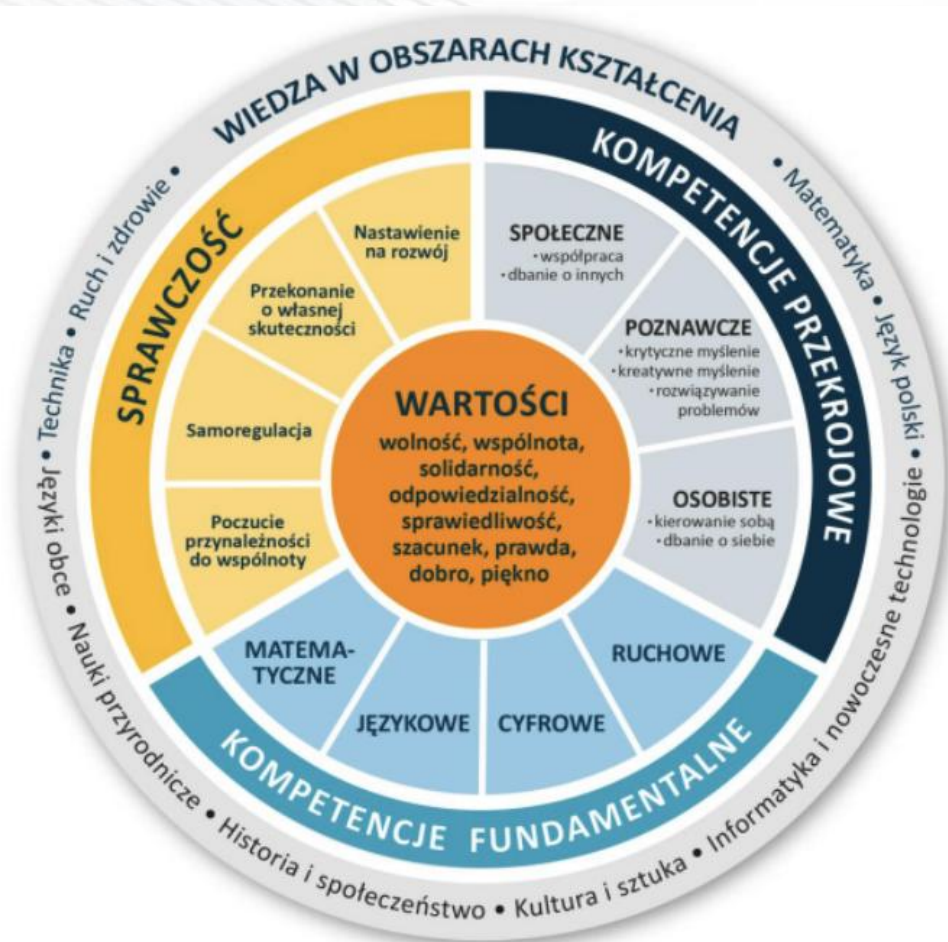 WIEDZA W OBSZARACH KSZTAŁCENIA
• Matematyka • Język polski • Informatyka i nowoczesne technologie • Kultura i sztuka • Historia i społeczeństwo • Nauki przyrodnicze • Języki obce • Technika • Ruch i zdrowie •
SPRAWCZOŚĆ
Nastawienie
na rozwój
Przekonanie
o własnej
skuteczności
Samoregulacja
Poczucie
przynależności
do wspólnoty
KOMPETENCJE PRZEKROJOWE
SPOŁECZNE
• współpraca
• dbanie o innych
POZNAWCZE
• krytyczne myślenie
• kreatywne myślenie
• rozwiązywanie
problemów
OSOBISTE
• kierowanie sobą
• dbanie o siebie
WARTOŚCI
wolność, wspólnota,
solidarność,
odpowiedzialność,
sprawiedliwość,
szacunek, prawda,
dobro, piękno
MATEMA-
TYCZNE
JĘZYKOWE
CYFROWE
RUCHOWE
KOMPETENCJE FUNDAMENTALNE